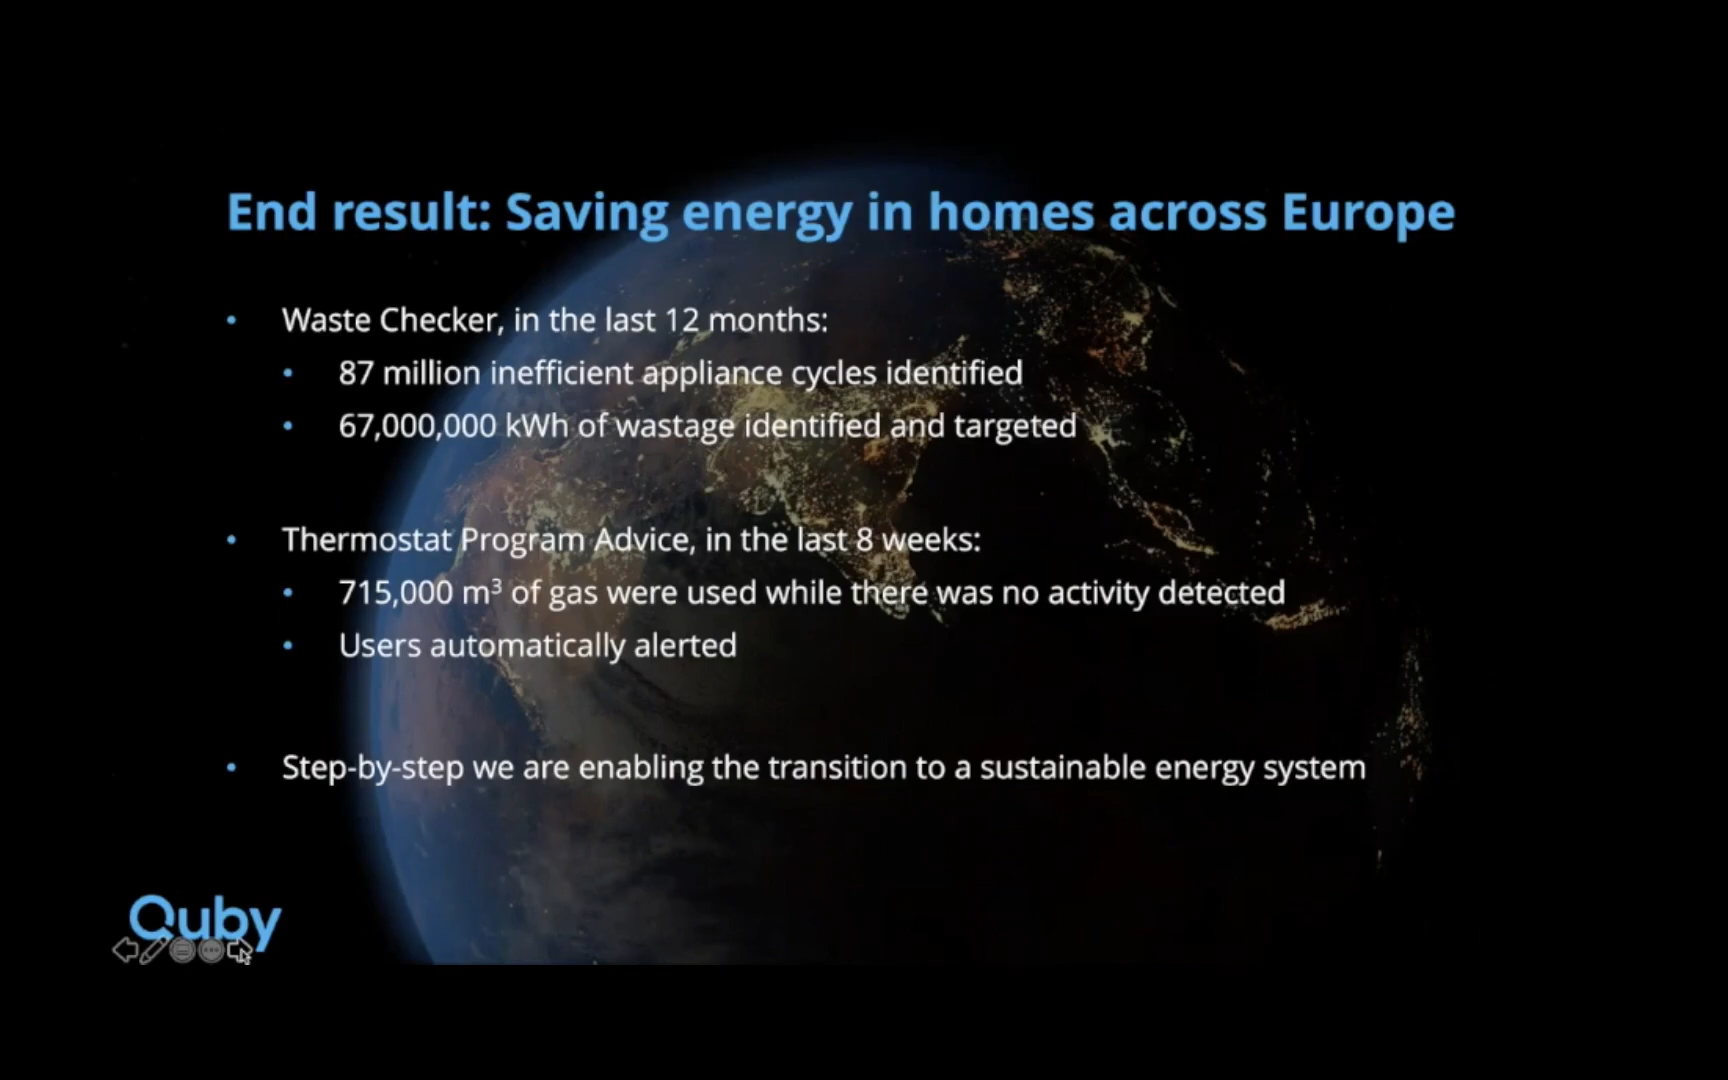 End result: Saving energy in homes across Europe
• Waste Checker, in the last 12 months:
• 87 million inefficient appliance cycles identified
• 67,000,000 kWh of wastage identified and targeted
• Thermostat Program Advice, in the last 8 weeks:
• 715,000 m³ of gas were used while there was no activity detected
• Users automatically alerted
• Step-by-step we are enabling the transition to a sustainable energy system
Quby